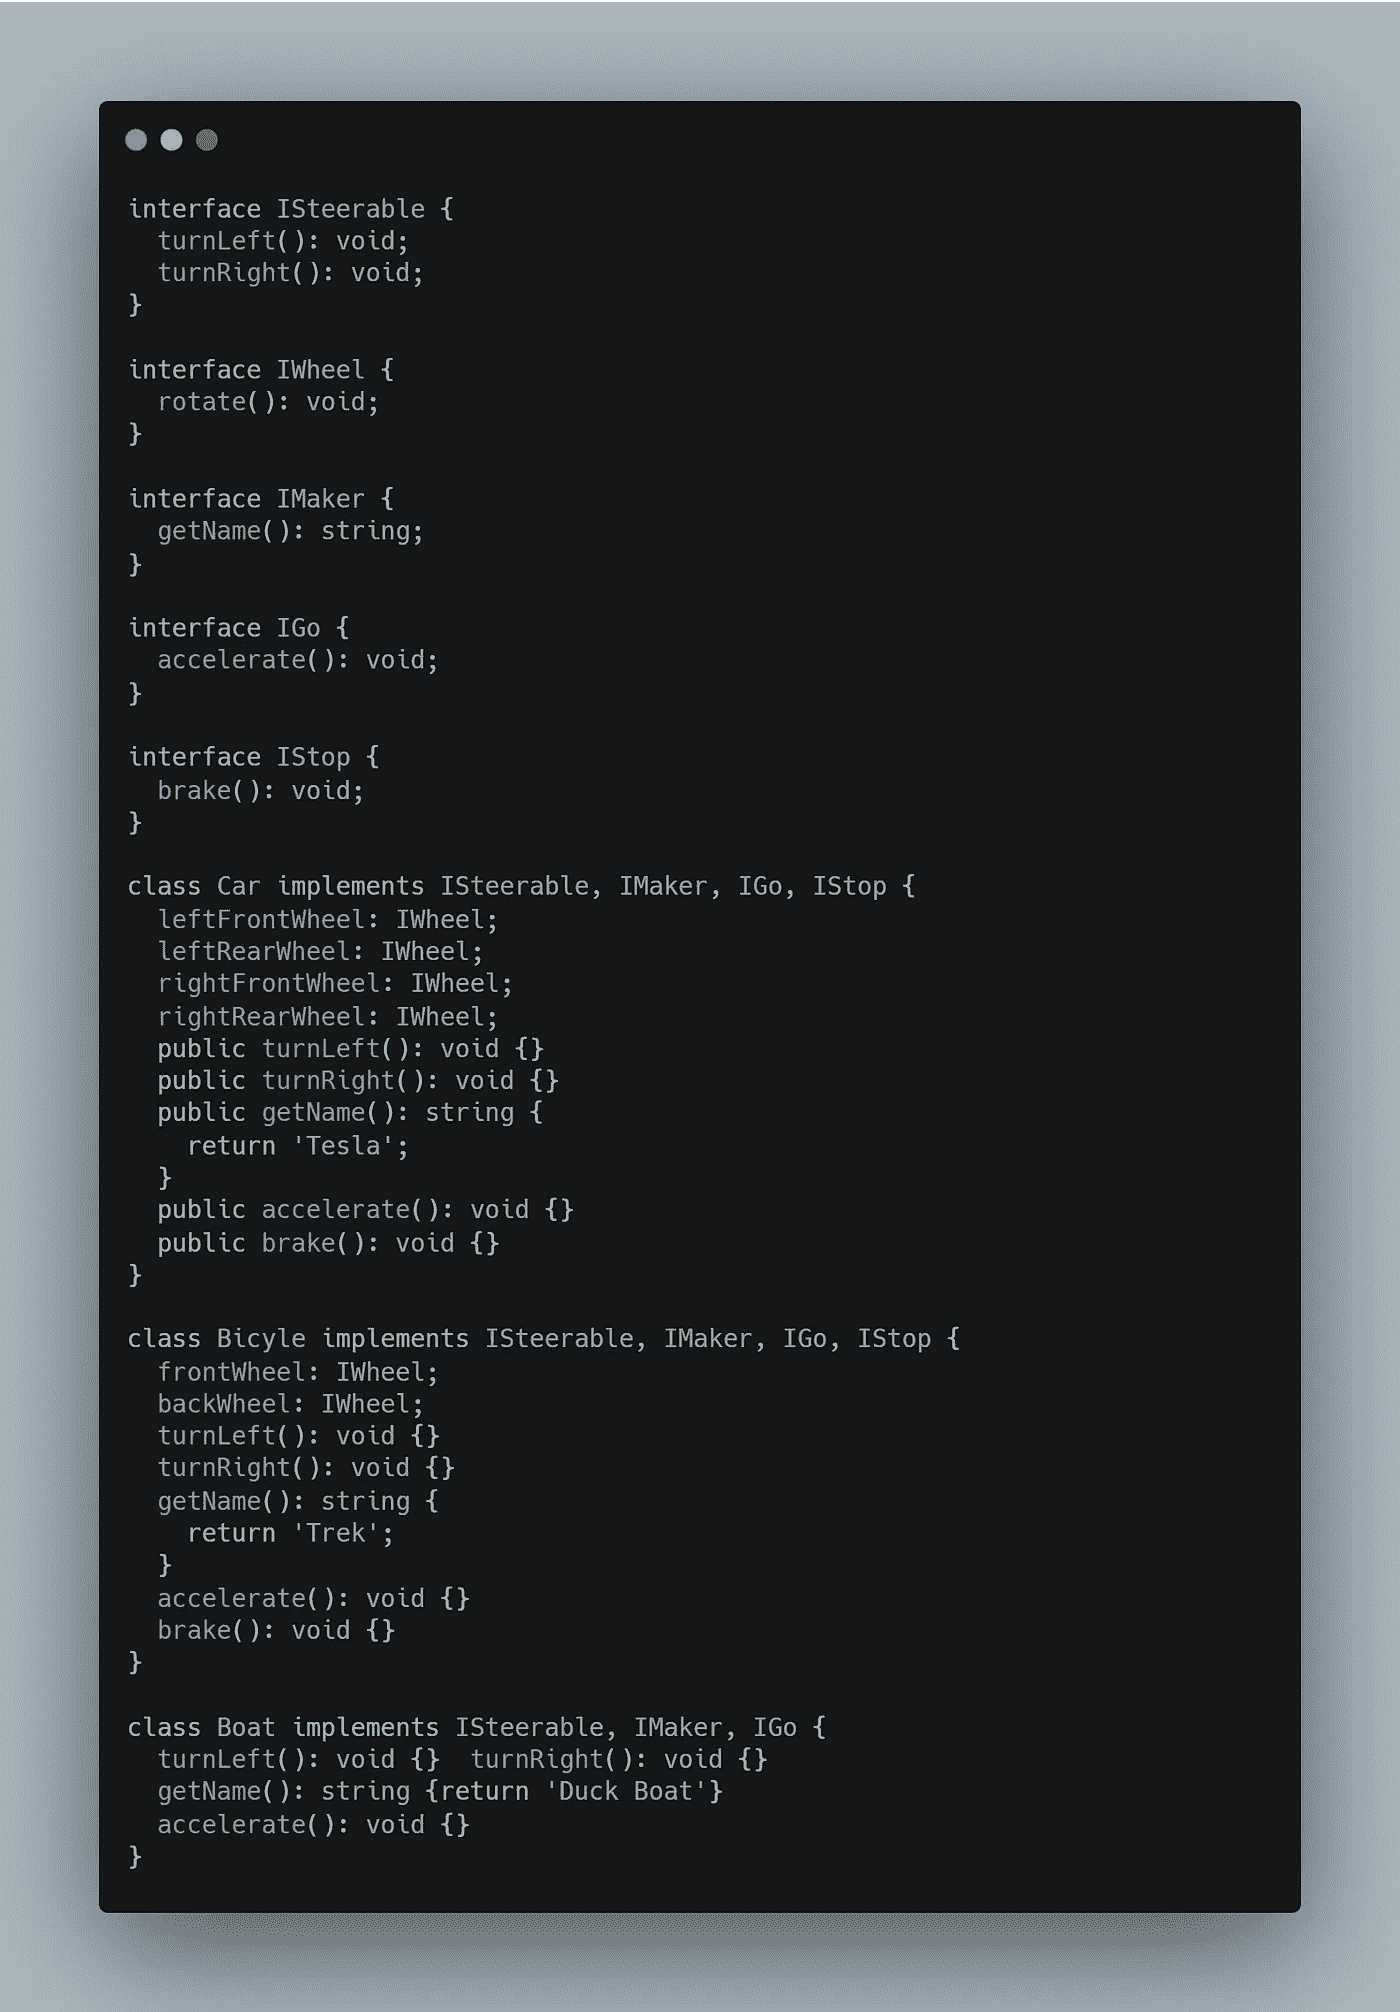 interface ISteerable {
  turnLeft(): void;
  turnRight(): void;
}

interface IWheel {
  rotate(): void;
}

interface IMaker {
  getName(): string;
}

interface IGo {
  accelerate(): void;
}

interface IStop {
  brake(): void;
}

class Car implements ISteerable, IMaker, IGo, IStop {
  leftFrontWheel: IWheel;
  leftRearWheel: IWheel;
  rightFrontWheel: IWheel;
  rightRearWheel: IWheel;
  public turnLeft(): void {}
  public turnRight(): void {}
  public getName(): string {
    return 'Tesla';
  }
  public accelerate(): void {}
  public brake(): void {}
}

class Bicyle implements ISteerable, IMaker, IGo, IStop {
  frontWheel: IWheel;
  backWheel: IWheel;
  turnLeft(): void {}
  turnRight(): void {}
  getName(): string {
    return 'Trek';
  }
  accelerate(): void {}
  brake(): void {}
}

class Boat implements ISteerable, IMaker, IGo {
  turnLeft(): void {}  turnRight(): void {}
  getName(): string {return 'Duck Boat'}
  accelerate(): void {}
}